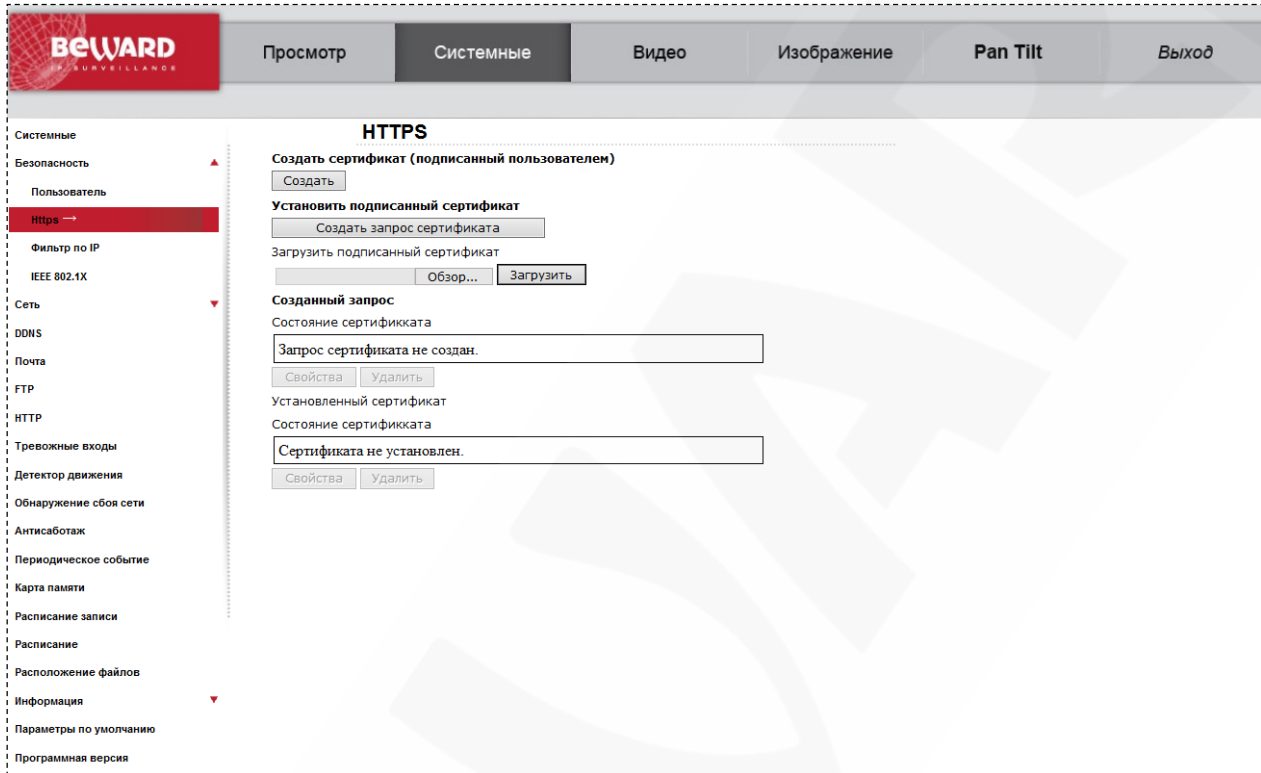 BEWARD
IP SURVEILLANCE
Просмотр
Системные
Видео
Изображение
Pan Tilt
Выход
Системные
Безопасность
Пользователь
Https →
Фильтр по IP
IEEE 802.1X
Сеть
DDNS
Почта
FTP
HTTP
Тревожные входы
Детектор движения
Обнаружение сбоя сети
Антисаботаж
Периодическое событие
Карта памяти
Расписание записи
Расписание
Расположение файлов
Информация
Параметры по умолчанию
Программная версия
HTTPS
Создать сертификат (подписанный пользователем)
Создать
Установить подписанный сертификат
Создать запрос сертификата
Загрузить подписанный сертификат
Обзор... Загрузить
Созданный запрос
Состояние сертификката
Запрос сертификата не создан.
Свойства Удалить
Установленный сертификат
Состояние сертификката
Сертификата не установлен.
Свойства Удалить